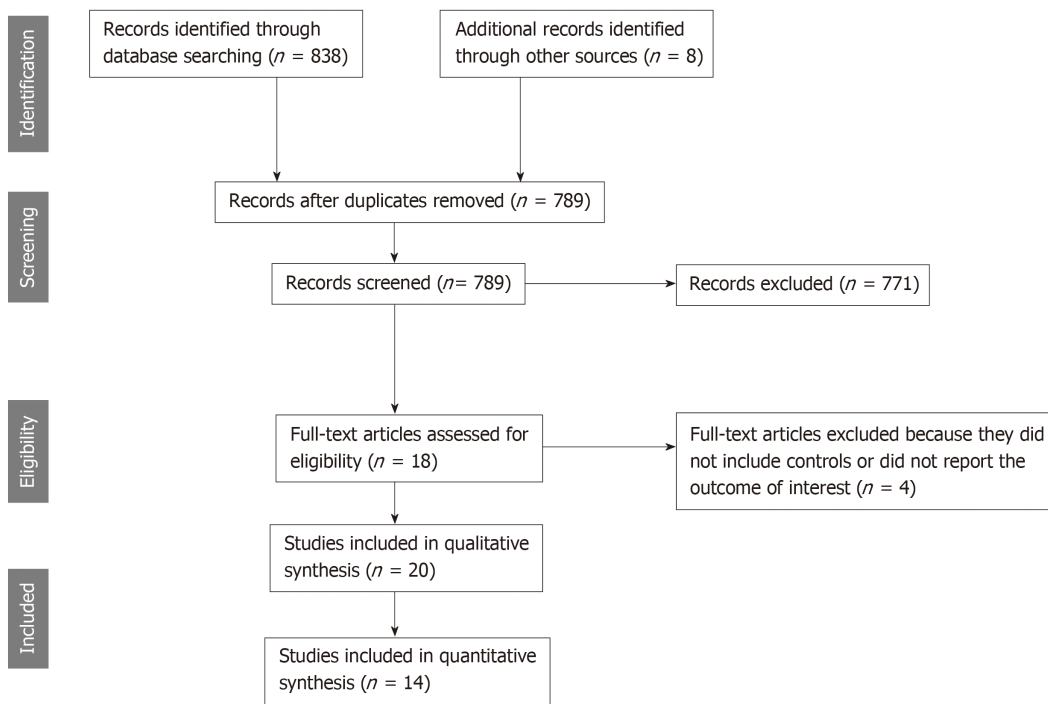 Identification
Records identified through
database searching (n = 838)
Additional records identified
through other sources (n = 8)
Records after duplicates removed (n = 789)
Screening
Records screened (n= 789)
Records excluded (n = 771)
Eligibility
Full-text articles assessed for
eligibility (n = 18)
Full-text articles excluded because they did
not include controls or did not report the
outcome of interest (n = 4)
Studies included in qualitative
synthesis (n = 20)
Included
Studies included in quantitative
synthesis (n = 14)